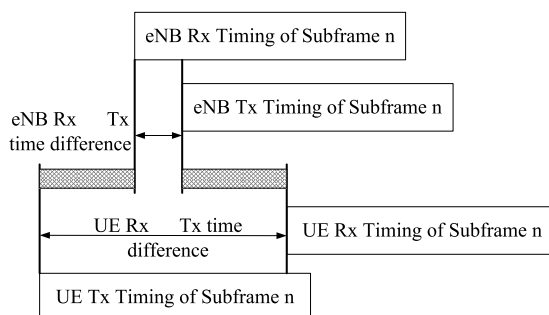 eNB Rx Timing of Subframe n
eNB Tx Timing of Subframe n
eNB Rx Tx
time difference
UE Rx Tx time
difference
UE Rx Timing of Subframe n
UE Tx Timing of Subframe n